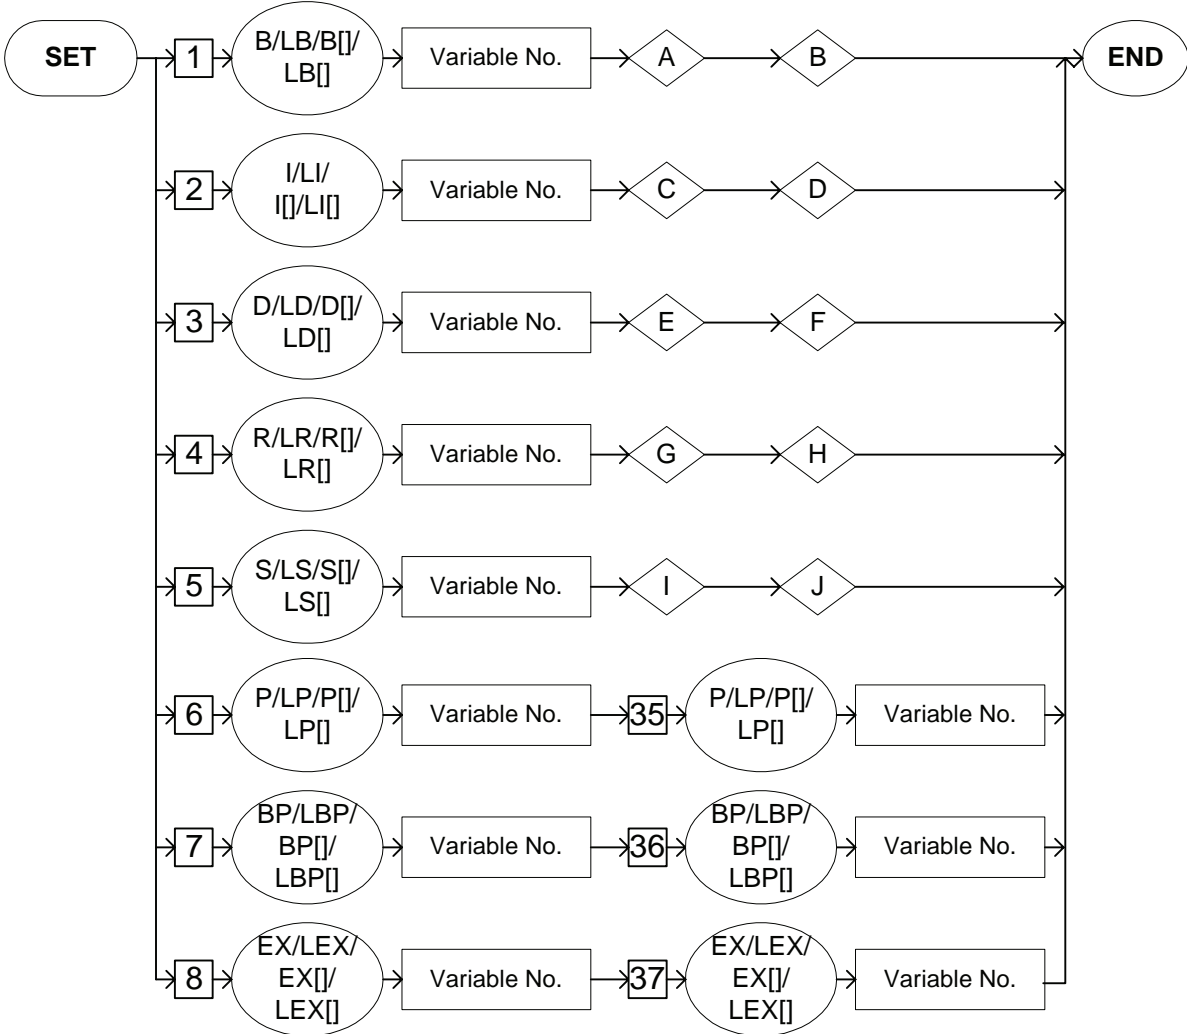 SET
1
B/LB/B[]/
LB[]
Variable No.
A
B
END
2
I/LI/
I[]/LI[]
Variable No.
C
D
3
D/LD/D[]/
LD[]
Variable No.
E
F
4
R/LR/R[]/
LR[]
Variable No.
G
H
5
S/LS/S[]/
LS[]
Variable No.
I
J
6
P/LP/P[]/
LP[]
Variable No.
35
P/LP/P[]/
LP[]
Variable No.
7
BP/LBP/
BP[]/
LBP[]
Variable No.
36
BP/LBP/
BP[]/
LBP[]
Variable No.
8
EX/LEX/
EX[]/
LEX[]
Variable No.
37
EX/LEX/
EX[]/
LEX[]
Variable No.